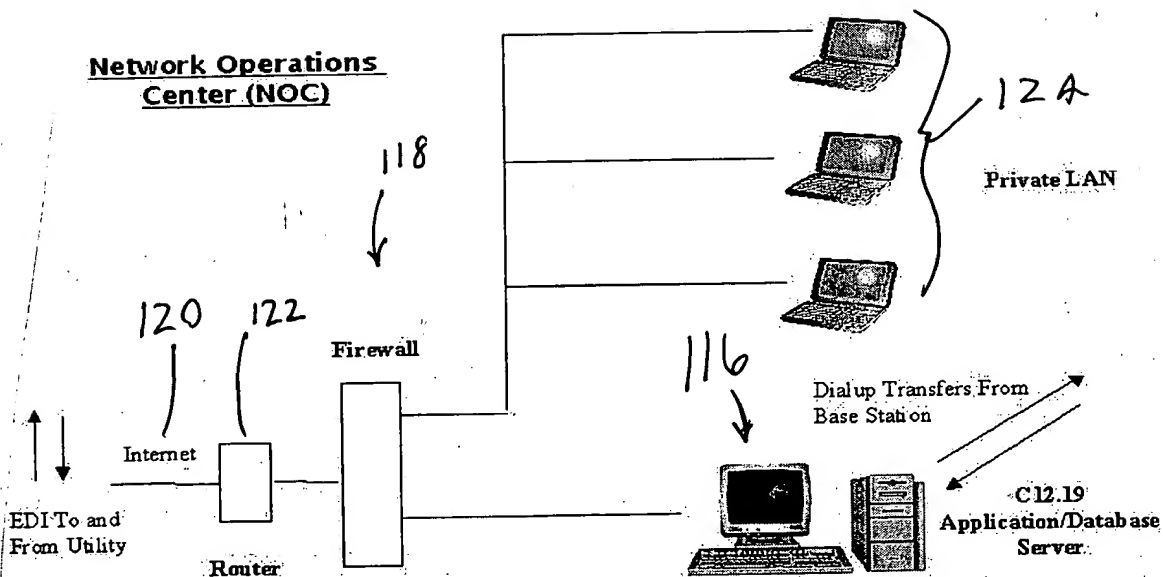 Network Operations
Center (NOC)
12A
Private LAN
118
120
122
Firewall
116
Dialup Transfers From
Base Station
Internet
EDI To and
From Utility
Router
C12.19
Application/Database
Server